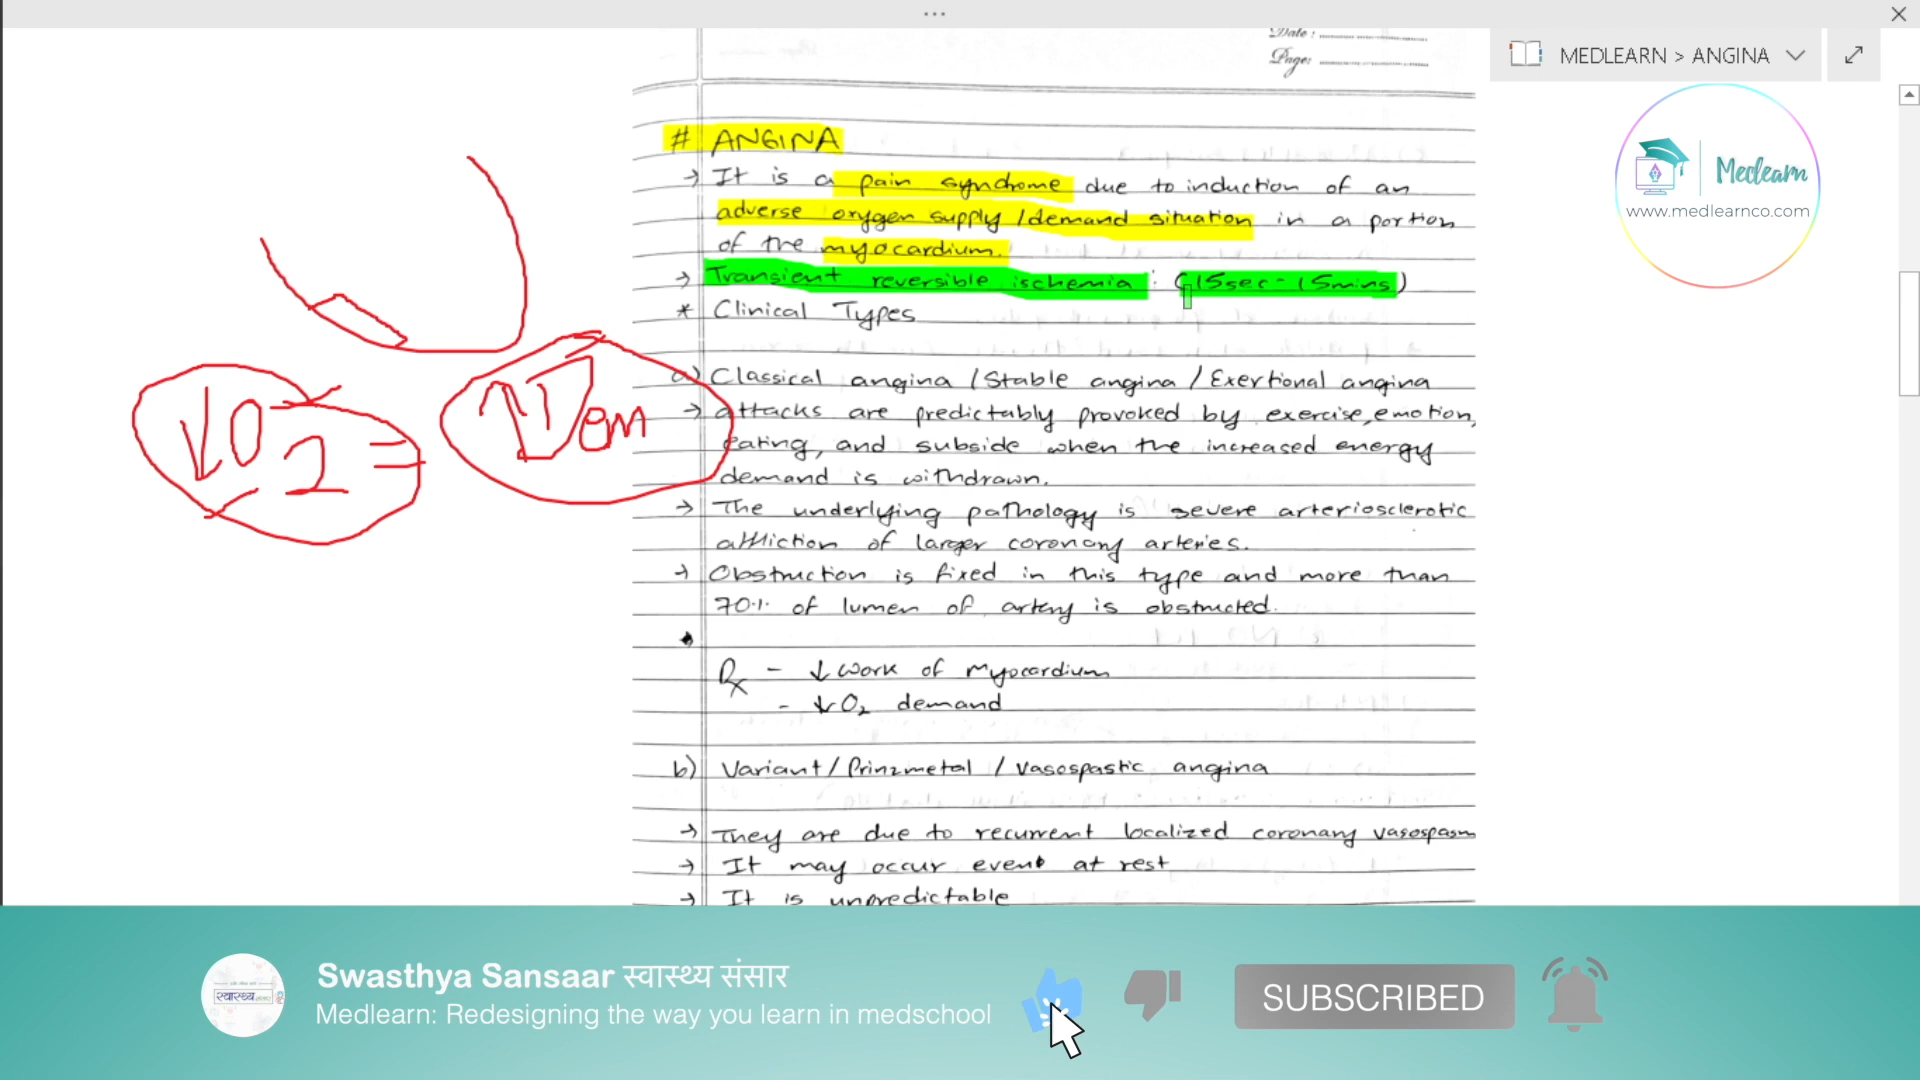 MEDLEARN > ANGINA
Date :
Page:
Medlearn
www.medlearnco.com
# ANGINA
→ It is a pain syndrome due to induction of an
adverse oxygen supply / demand situation in a portion
of the myocardium.
→ Transient reversible ischemia : (15sec - 15mins)
* Clinical Types
a) Classical angina / Stable angina / Exertional angina
→ attacks are predictably provoked by exercise, emotion,
eating, and subside when the increased energy
demand is withdrawn.
→ The underlying pathology is severe arteriosclerotic
affliction of larger coronary arteries.
→ Obstruction is fixed in this type and more than
70% of lumen of artery is obstructed.
Rx - ↓ work of myocardium
- ↓ O₂ demand
b) Variant / Prinzmetal / Vasospastic angina
→ They are due to recurrent localized coronary vasospasm
→ It may occur even at rest
→ It is unpredictable
↓O2 =
Dem
Swasthya Sansaar स्वास्थ्य संसार
Medlearn: Redesigning the way you learn in medschool
स्वास्थ्य
SUBSCRIBED